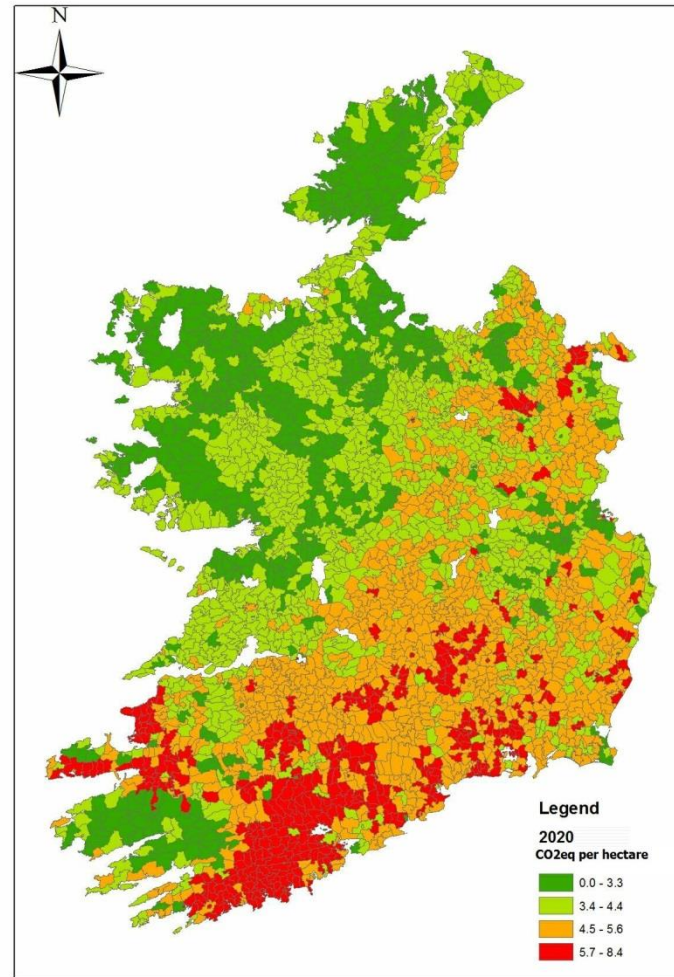 N
Legend
2020
CO2eq per hectare
0.0 - 3.3
3.4 - 4.4
4.5 - 5.6
5.7 - 8.4